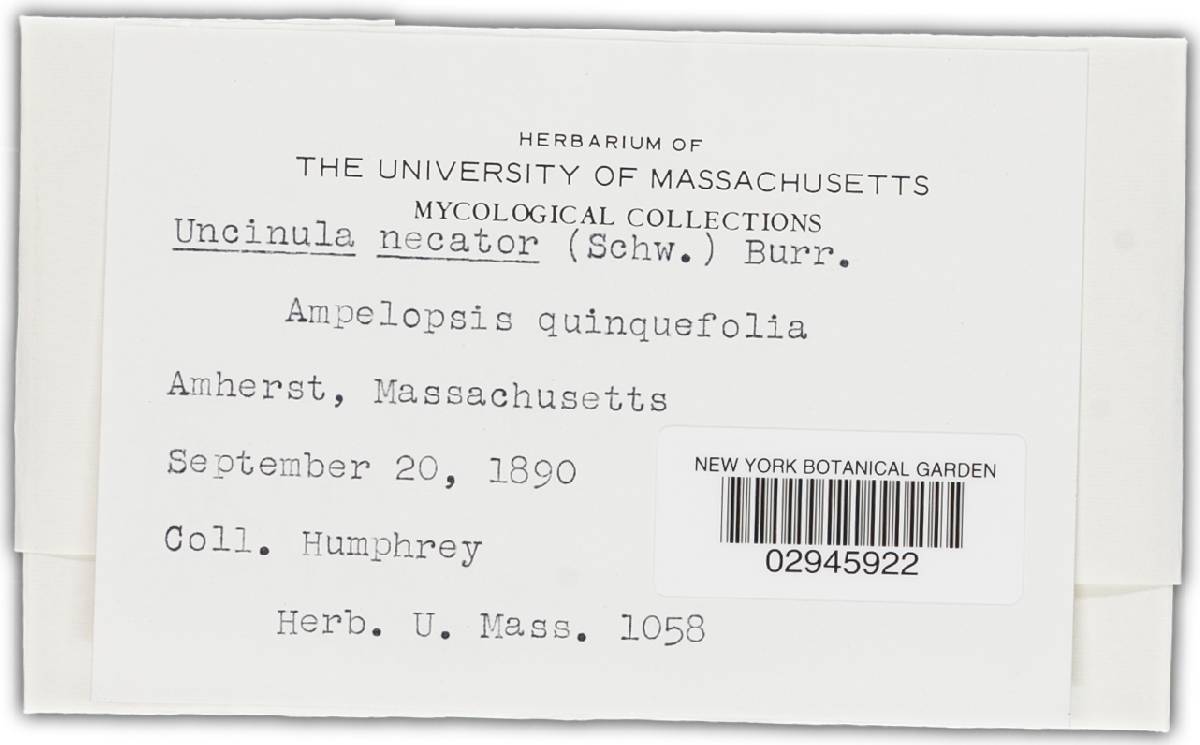 HERBARIUM OF
THE UNIVERSITY OF MASSACHUSETTS
MYCOLOGICAL COLLECTIONS
Uncinula necator (Schw.) Burr.
Ampelopsis quinquefolia
Amherst, Massachusetts
September 20, 1890
Coll. Humphrey
Herb. U. Mass. 1058
NEW YORK BOTANICAL GARDEN
02945922